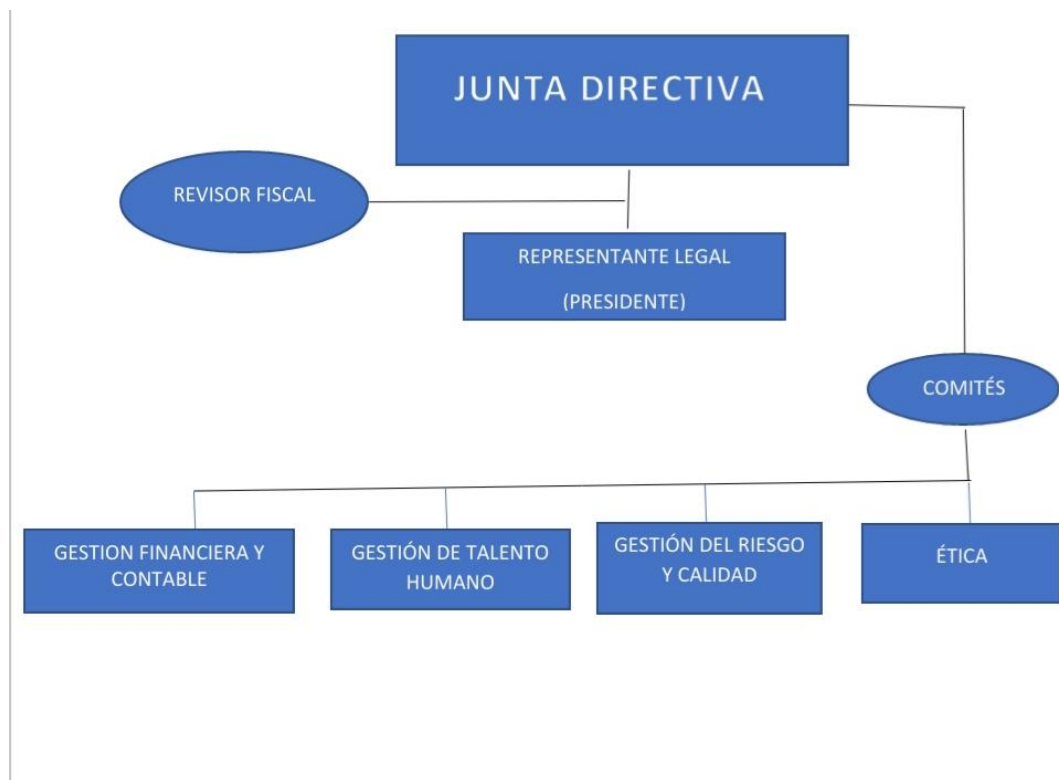 JUNTA DIRECTIVA
REVISOR FISCAL
REPRESENTANTE LEGAL
(PRESIDENTE)
COMITÉS
GESTION FINANCIERA Y
CONTABLE
GESTIÓN DE TALENTO
HUMANO
GESTIÓN DEL RIESGO
Y CALIDAD
ÉTICA